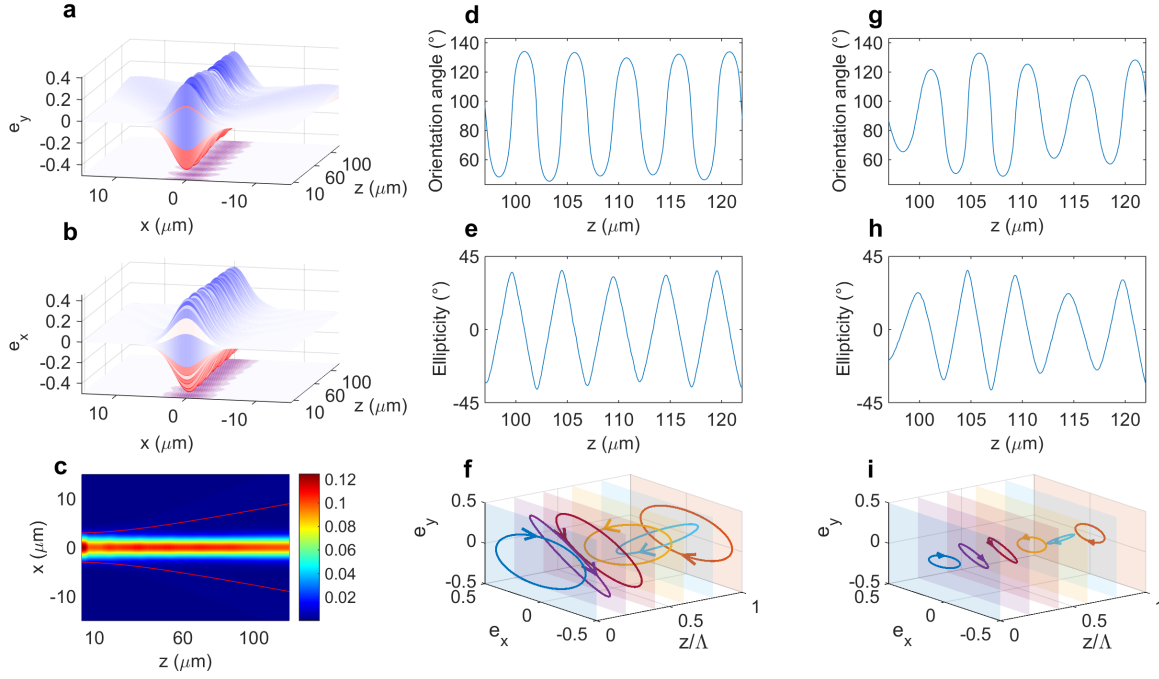 a
e_y
0.4
0.2
0
-0.2
-0.4
10
0
-10
x (μm)
10
60
100
z (μm)
b
e_x
0.4
0.2
0
-0.2
-0.4
10
0
-10
x (μm)
10
60
100
z (μm)
c
x (μm)
10
0
-10
10
60
100
z (μm)
0.12
0.10
0.08
0.06
0.04
0.02
d
Orientation angle (°)
140
120
100
80
60
100 105 110 115 120
z (μm)
e
Ellipticity (°)
45
0
-45
100 105 110 115 120
z (μm)
f
e_y
0.5
0
-0.5
0.5
0
-0.5
e_x
0
0.5
1
z/Λ
g
Orientation angle (°)
140
120
100
80
60
100 105 110 115 120
z (μm)
h
Ellipticity (°)
45
0
-45
100 105 110 115 120
z (μm)
i
e_y
0.5
0
-0.5
0.5
0
-0.5
e_x
0
0.5
1
z/Λ